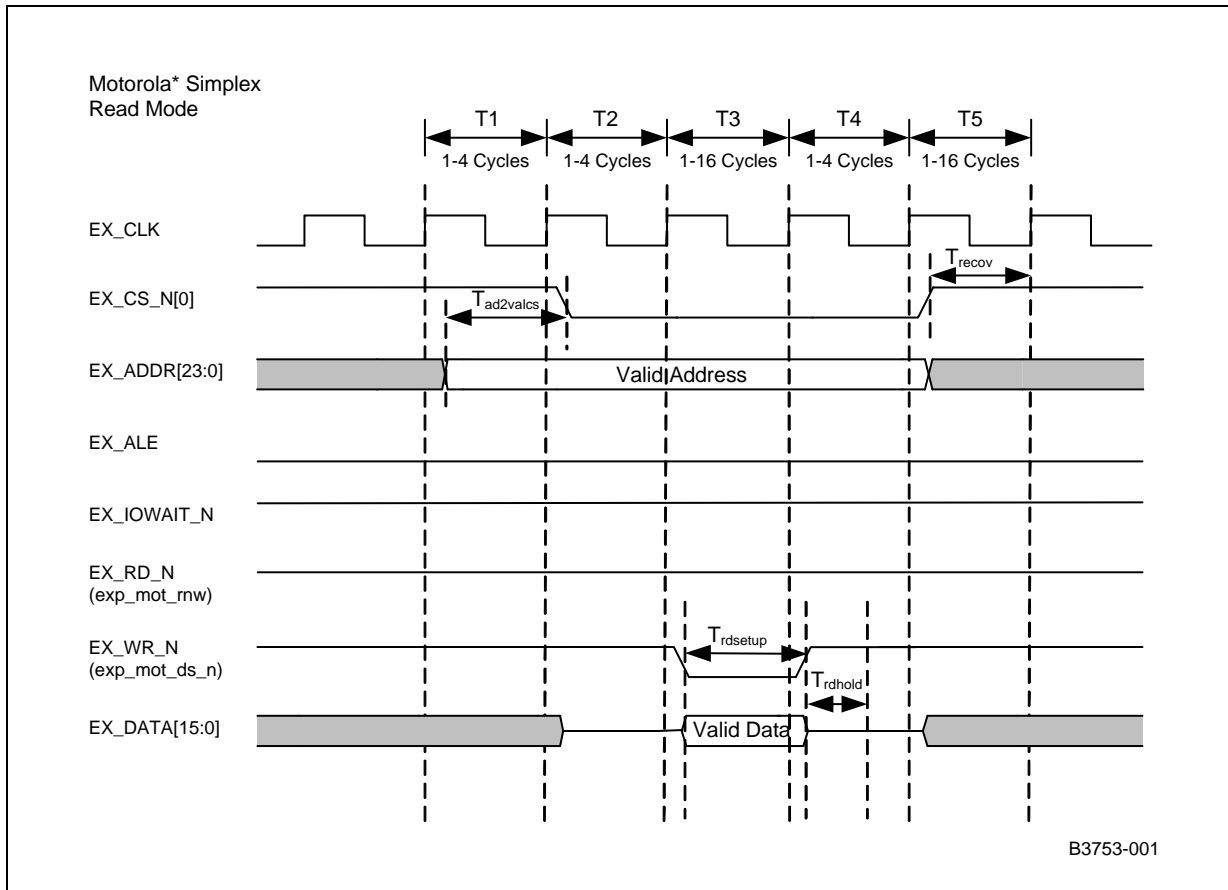 Motorola* Simplex
Read Mode
T1 T2 T3 T4 T5
1-4 Cycles 1-4 Cycles 1-16 Cycles 1-4 Cycles 1-16 Cycles
EX_CLK
Trecov
EX_CS_N[0]
Tad2valcs
EX_ADDR[23:0]
Valid Address
EX_ALE
EX_IOWAIT_N
EX_RD_N
(exp_mot_rnw)
EX_WR_N
(exp_mot_ds_n)
Trdsetup
Trdhold
EX_DATA[15:0]
Valid Data
B3753-001